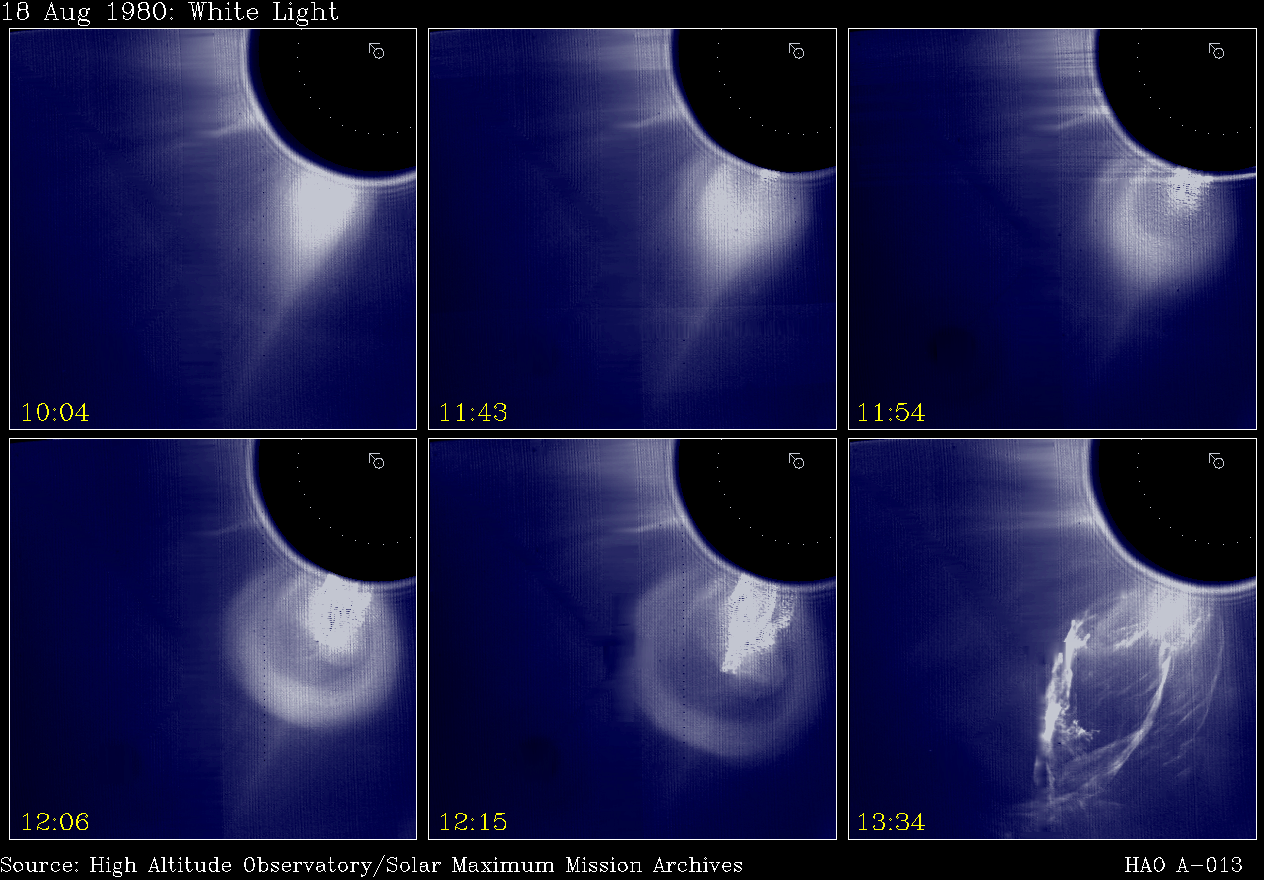 18 Aug 1980: White Light
10:04
11:43
11:54
12:06
12:15
13:34
Source: High Altitude Observatory/Solar Maximum Mission Archives
HAO A-013